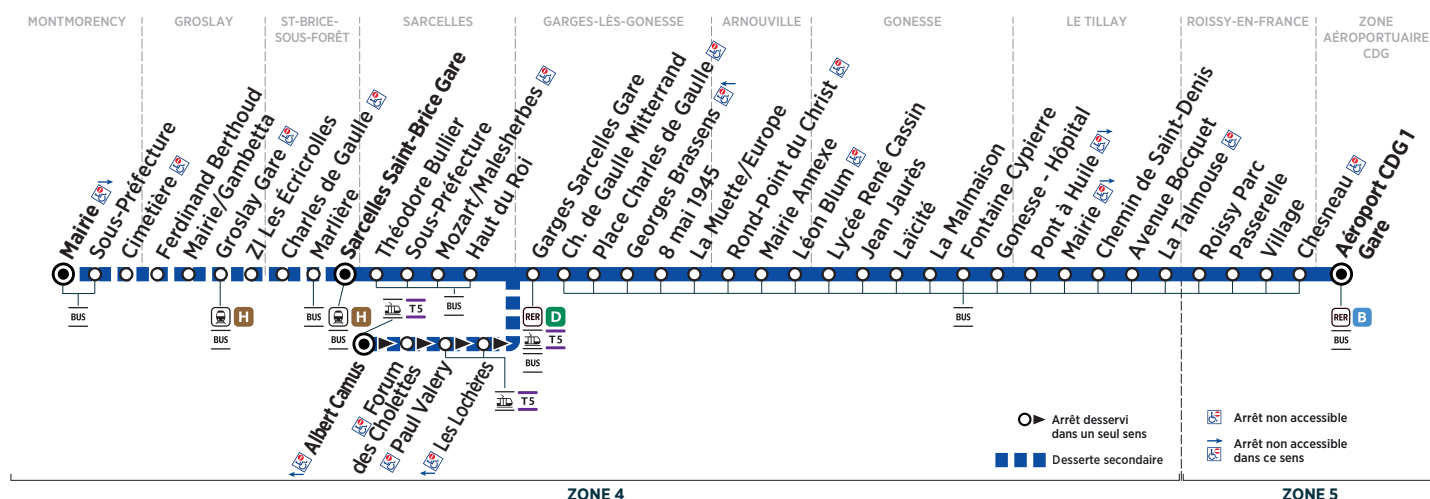 MONTMORENCY
GROSLAY
ST-BRICE-
SOUS-FORÊT
SARCELLES
GARGES-LÈS-GONESSE
ARNOUVILLE
GONESSE
LE TILLAY
ROISSY-EN-FRANCE
ZONE
AÉROPORTUAIRE
CDG
Mairie
Sous-Préfecture
Cimetière
Ferdinand Berthoud
Mairie/Gambetta
Groslay Gare
ZI Les Écricrolles
Charles de Gaulle
Marlière
Sarcelles Saint-Brice Gare
Théodore Bullier
Sous-Préfecture
Mozart/Malesherbes
Haut du Roi
Garges Sarcelles Gare
Ch. de Gaulle Mitterrand
Place Charles de Gaulle
Georges Brassens
8 mai 1945
La Muette/Europe
Rond-Point du Christ
Mairie Annexe
Léon Blum
Lycée René Cassin
Jean Jaurès
Laïcité
La Malmaison
Fontaine Cypierre
Gonesse - Hôpital
Pont à Huile
Mairie
Chemin de Saint-Denis
Avenue Bocquet
La Talmouse
Roissy Parc
Passerelle
Village
Chesneau
Aéroport CDG 1
Gare
BUS
H
BUS
BUS
H
BUS
T5
BUS
RER D
T5
BUS
BUS
RER B
BUS
Albert Camus
Forum
des Cholettes
Paul Valery
Les Lochères
T5
Arrêt desservi
dans un seul sens
Desserte secondaire
Arrêt non accessible
Arrêt non accessible
dans ce sens
ZONE 4
ZONE 5